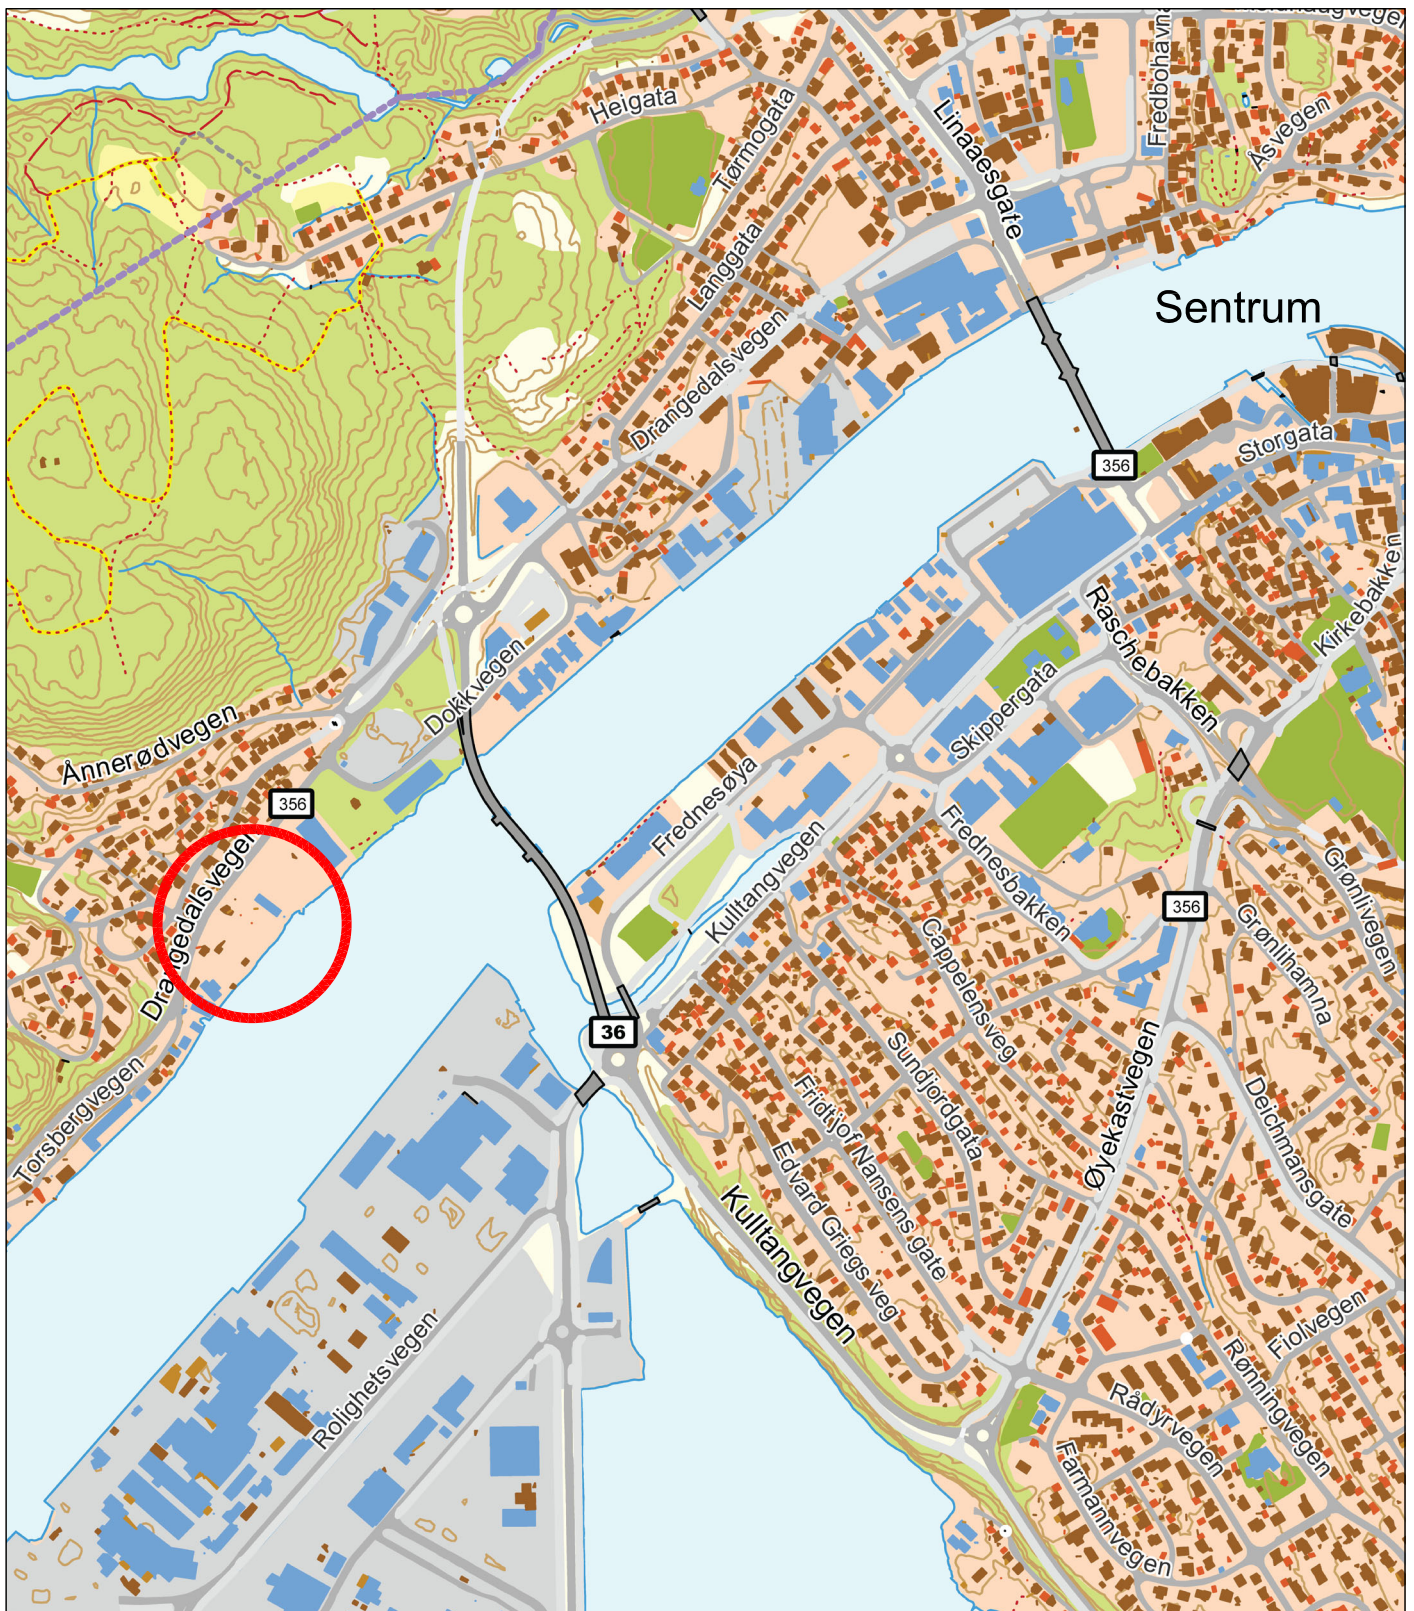 Heigata
Tørmogata
Linaaesgate
Fredbohavna
Åsvegen
Langgata
Sentrum
Drangedalsvegen
356
Storgata
Kirkebakken
Raschebakken
Dokkvegen
Skippergata
Ånnerødvegen
356
Frednesøya
Kulltangvegen
Frednesbakken
Drangedalsvegen
Grønlivegen
356
Cappelensveg
Grønlihamna
36
Sundjordgata
Torsbergvegen
Fridtjof Nansens gate
Øyekastvegen
Deichmansgate
Edvard Griegs veg
Kulltangvegen
Rolighetsvegen
Fiolvegen
Rønningvegen
Rådyrvegen
Farmannvegen